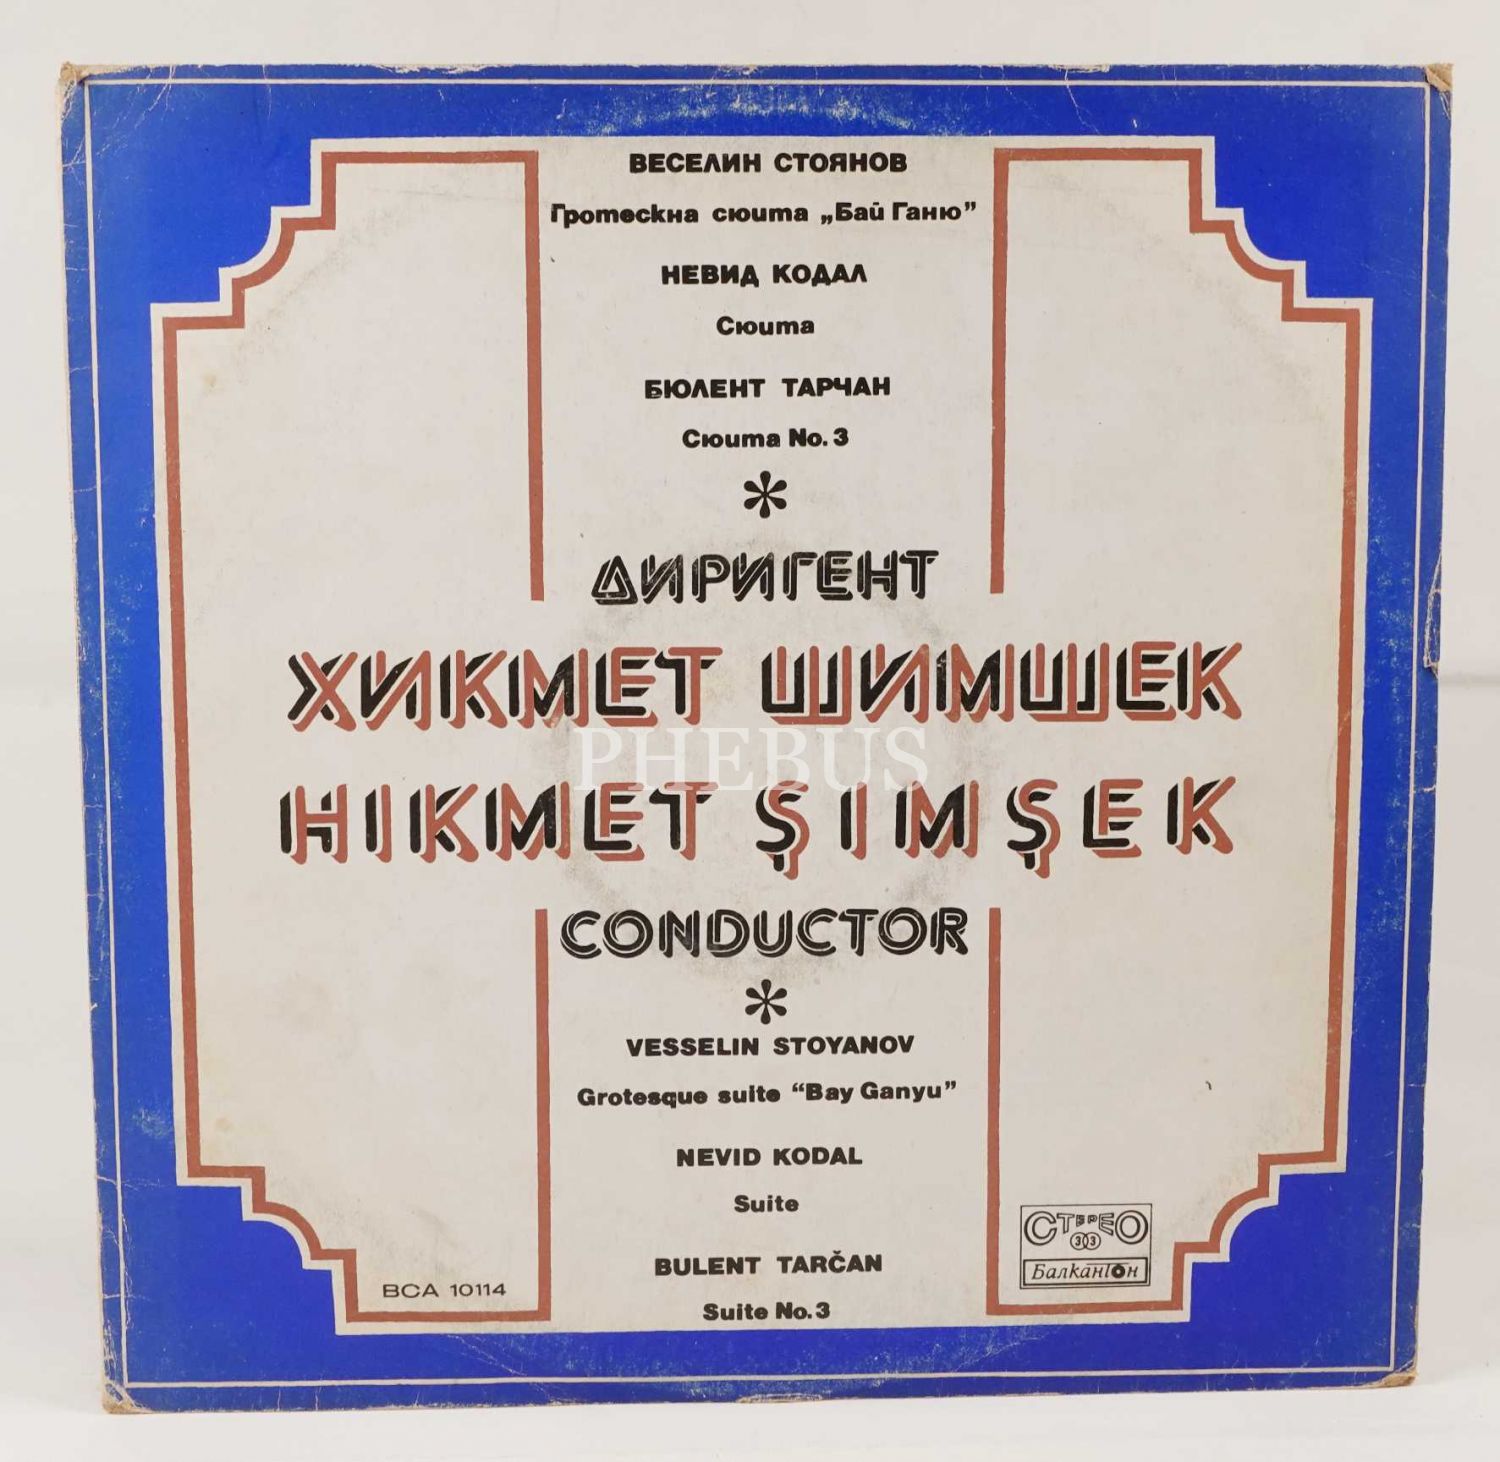 ВЕСЕЛИН СТОЯНОВ
Гротескна сюита „Бай Ганю”
НЕВИД КОДАЛ
Сюита
БЮЛЕНТ ТАРЧАН
Сюита No. 3
*
ДИРИГЕНТ
ХИКМЕТ ШИМШЕК
PHEBUS
HIKMET ŞIMŞEK
CONDUCTOR
*
VESSELIN STOYANOV
Grotesque suite “Bay Ganyu”
NEVID KODAL
Suite
BULENT TARČAN
Suite No. 3
ВСА 10114
СТЕРЕО
33
Балкантон